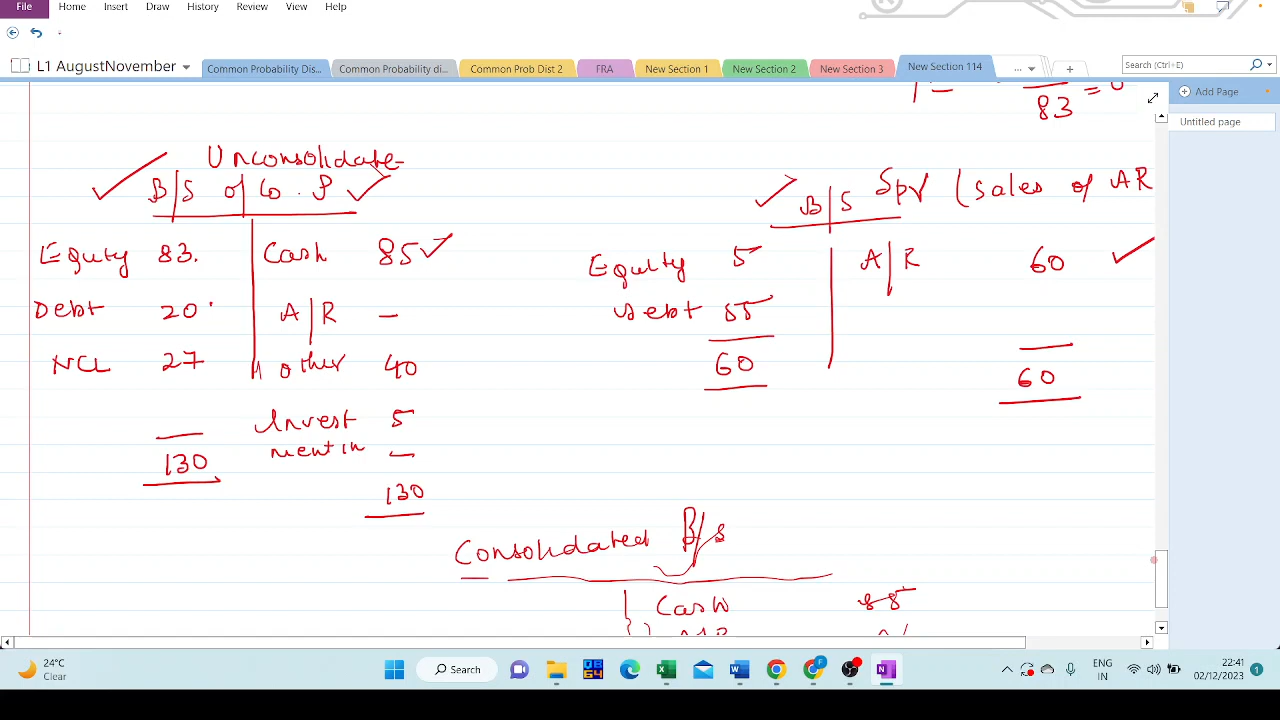 File Home Insert Draw History Review View Help
L1 AugustNovember
Common Probability Dis...
Common Probability di...
Common Prob Dist 2
FRA
New Section 1
New Section 2
New Section 3
New Section 114
...
Search (Ctrl+E)
Add Page
Untitled page
83 =
Unconsolidate
B/S of Co. P
Equity 83. Cash 85
Debt 20 A/R -
NCL 27 other 40
Invest 5
ment in -
130
130
B/S Spv (Sales of AR
Equity 5 A/R 60
Debt 55
60 60
Consolidated B/S
Cash 85
24°C
Clear
Search
ENG
IN
22:41
02/12/2023